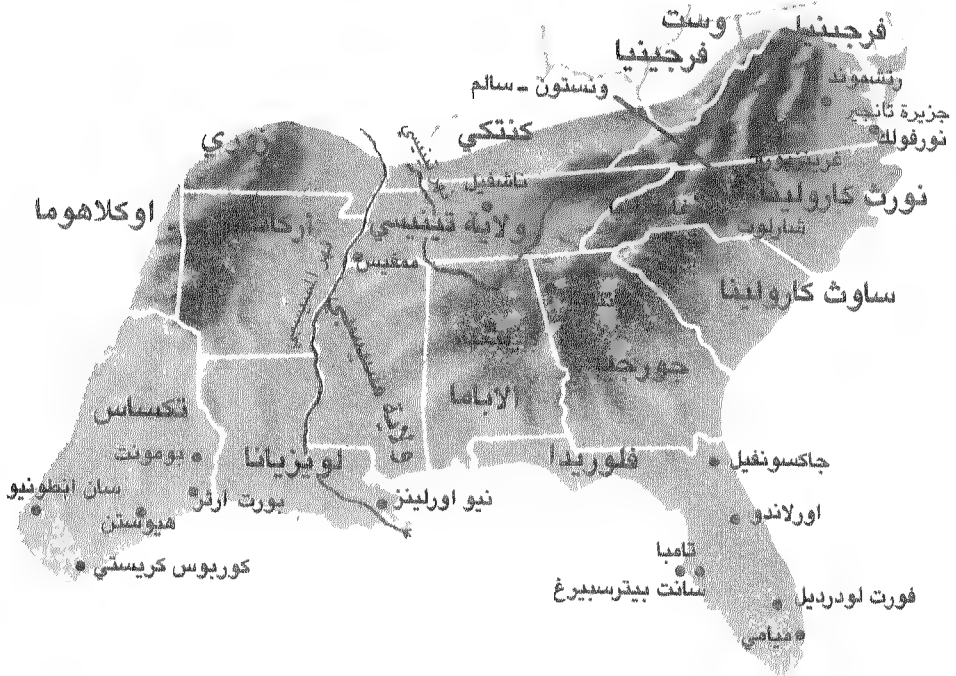 وست
فرجينيا
فرجينيا
ونستون - سالم
رتشموند
جزيرة تانجير
نورفولك
كنتكي
ناشفيل
اوكلاهوما
ولاية تينيسي
ممفيس
نورث كارولينا
شارلوت
ساوث كارولينا
جورجيا
الاباما
تكساس
بومونت
لويزيانا
فلوريدا
جاكسونفيل
سان انطونيو
بورت ارثر
نيو اورلينز
هيوستن
اورلاندو
كوربوس كريستي
تامبا
سانت بيترسبيرغ
فورت لودرديل
ميامي